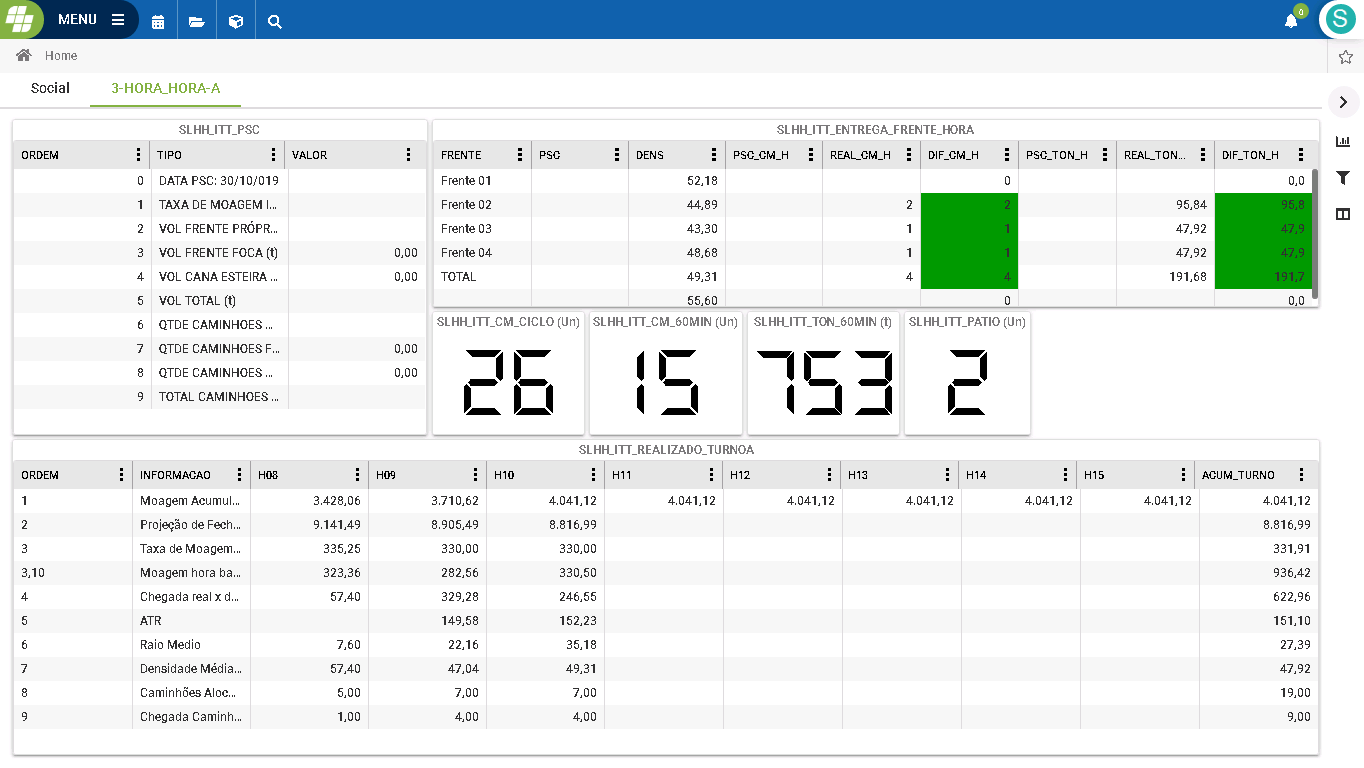 MENU
0
S
Home
Social 3-HORA_HORA-A
SLHH_ITT_PSC
ORDEM TIPO VALOR
0 DATA PSC: 30/10/019
1 TAXA DE MOAGEM I...
2 VOL FRENTE PRÓPR...
3 VOL FRENTE FOCA (t) 0,00
4 VOL CANA ESTEIRA ... 0,00
5 VOL TOTAL (t)
6 QTDE CAMINHOES ...
7 QTDE CAMINHOES F... 0,00
8 QTDE CAMINHOES ... 0,00
9 TOTAL CAMINHOES ...
SLHH_ITT_ENTREGA_FRENTE_HORA
FRENTE PSC DENS PSC_CM_H REAL_CM_H DIF_CM_H PSC_TON_H REAL_TON... DIF_TON_H
Frente 01 52,18 0 0,0
Frente 02 44,89 2 2 95,84 95,8
Frente 03 43,30 1 1 47,92 47,9
Frente 04 48,68 1 1 47,92 47,9
TOTAL 49,31 4 4 191,68 191,7
55,60 0 0,0
SLHH_ITT_CM_CICLO (Un) SLHH_ITT_CM_60MIN (Un) SLHH_ITT_TON_60MIN (t) SLHH_ITT_PATIO (Un)
26 15 753 2
SLHH_ITT_REALIZADO_TURNOA
ORDEM INFORMACAO H08 H09 H10 H11 H12 H13 H14 H15 ACUM_TURNO
1 Moagem Acumul... 3.428,06 3.710,62 4.041,12 4.041,12 4.041,12 4.041,12 4.041,12 4.041,12 4.041,12
2 Projeção de Fech... 9.141,49 8.905,49 8.816,99 8.816,99
3 Taxa de Moagem... 335,25 330,00 330,00 331,91
3,10 Moagem hora ba... 323,36 282,56 330,50 936,42
4 Chegada real x d... 57,40 329,28 246,55 622,96
5 ATR 149,58 152,23 151,10
6 Raio Medio 7,60 22,16 35,18 27,39
7 Densidade Média... 57,40 47,04 49,31 47,92
8 Caminhões Aloc... 5,00 7,00 7,00 19,00
9 Chegada Caminh... 1,00 4,00 4,00 9,00